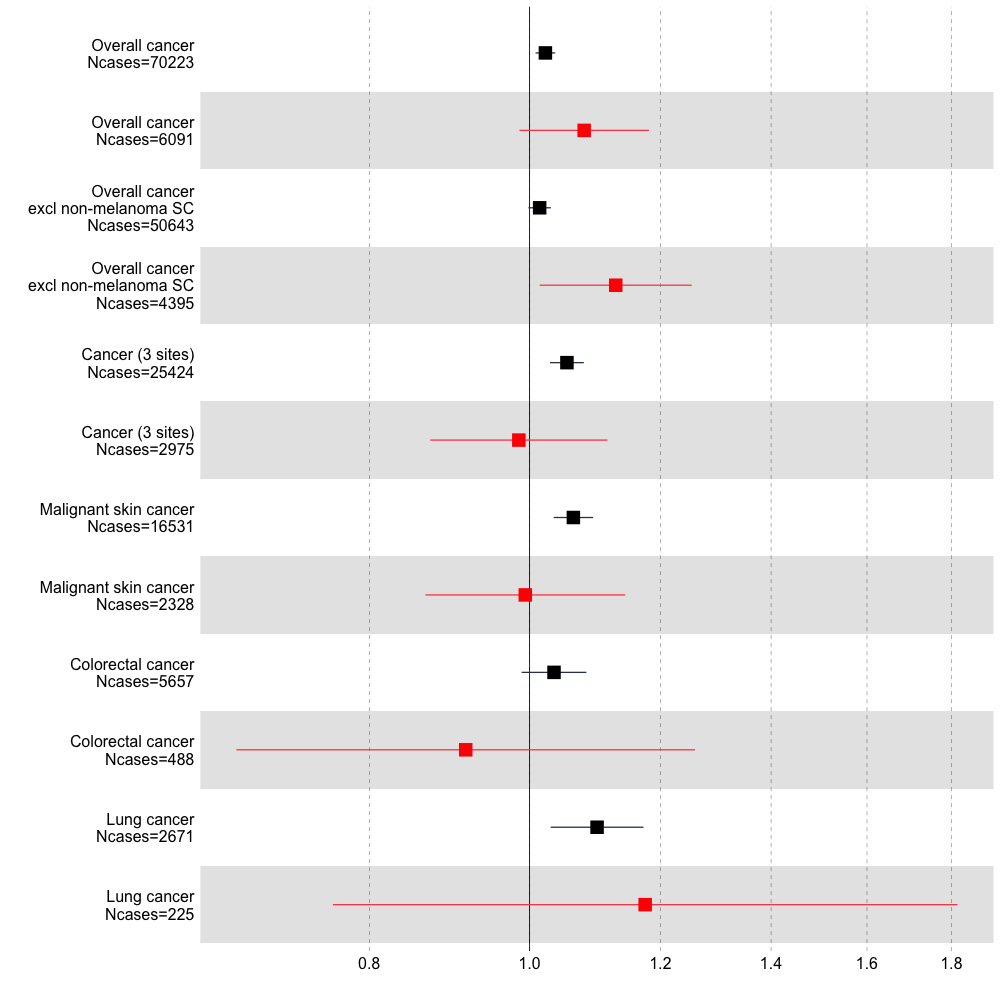 Overall cancer
Ncases=70223
Overall cancer
Ncases=6091
Overall cancer
excl non-melanoma SC
Ncases=50643
Overall cancer
excl non-melanoma SC
Ncases=4395
Cancer (3 sites)
Ncases=25424
Cancer (3 sites)
Ncases=2975
Malignant skin cancer
Ncases=16531
Malignant skin cancer
Ncases=2328
Colorectal cancer
Ncases=5657
Colorectal cancer
Ncases=488
Lung cancer
Ncases=2671
Lung cancer
Ncases=225
0.8 1.0 1.2 1.4 1.6 1.8